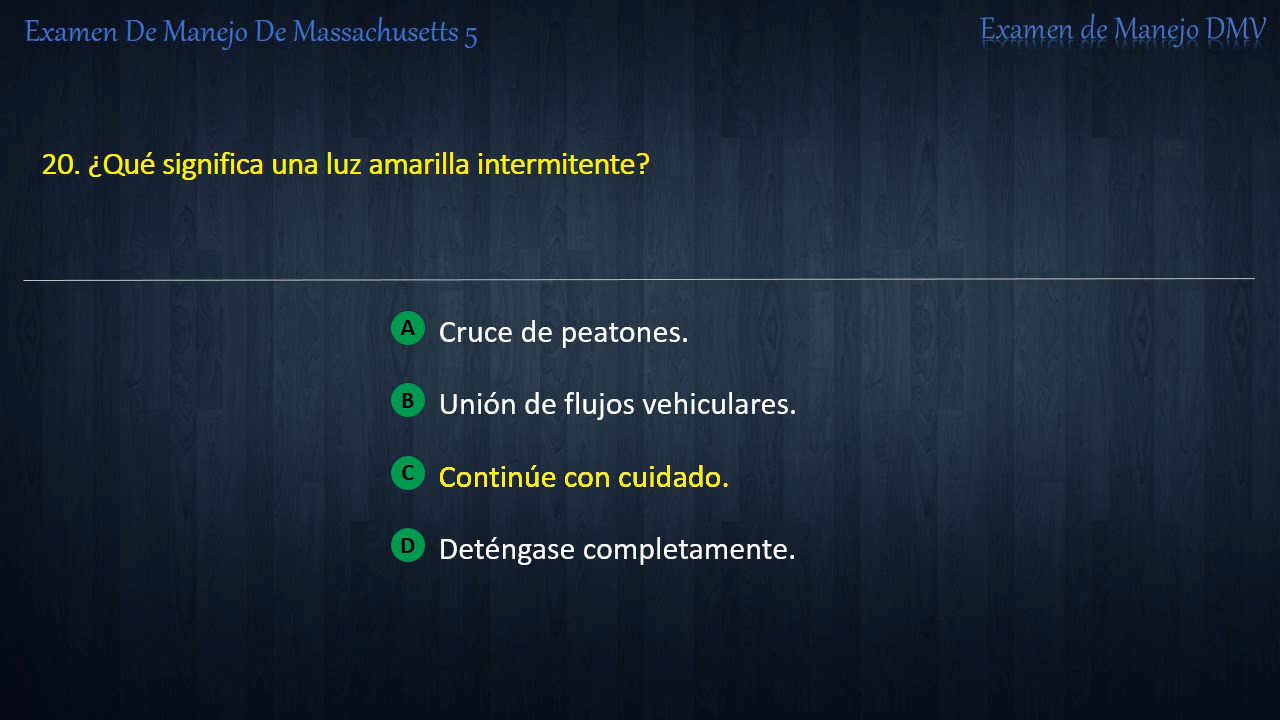 Examen De Manejo De Massachusetts 5
Examen de Manejo DMV
20. ¿Qué significa una luz amarilla intermitente?
A Cruce de peatones.
B Unión de flujos vehiculares.
C Continúe con cuidado.
D Deténgase completamente.